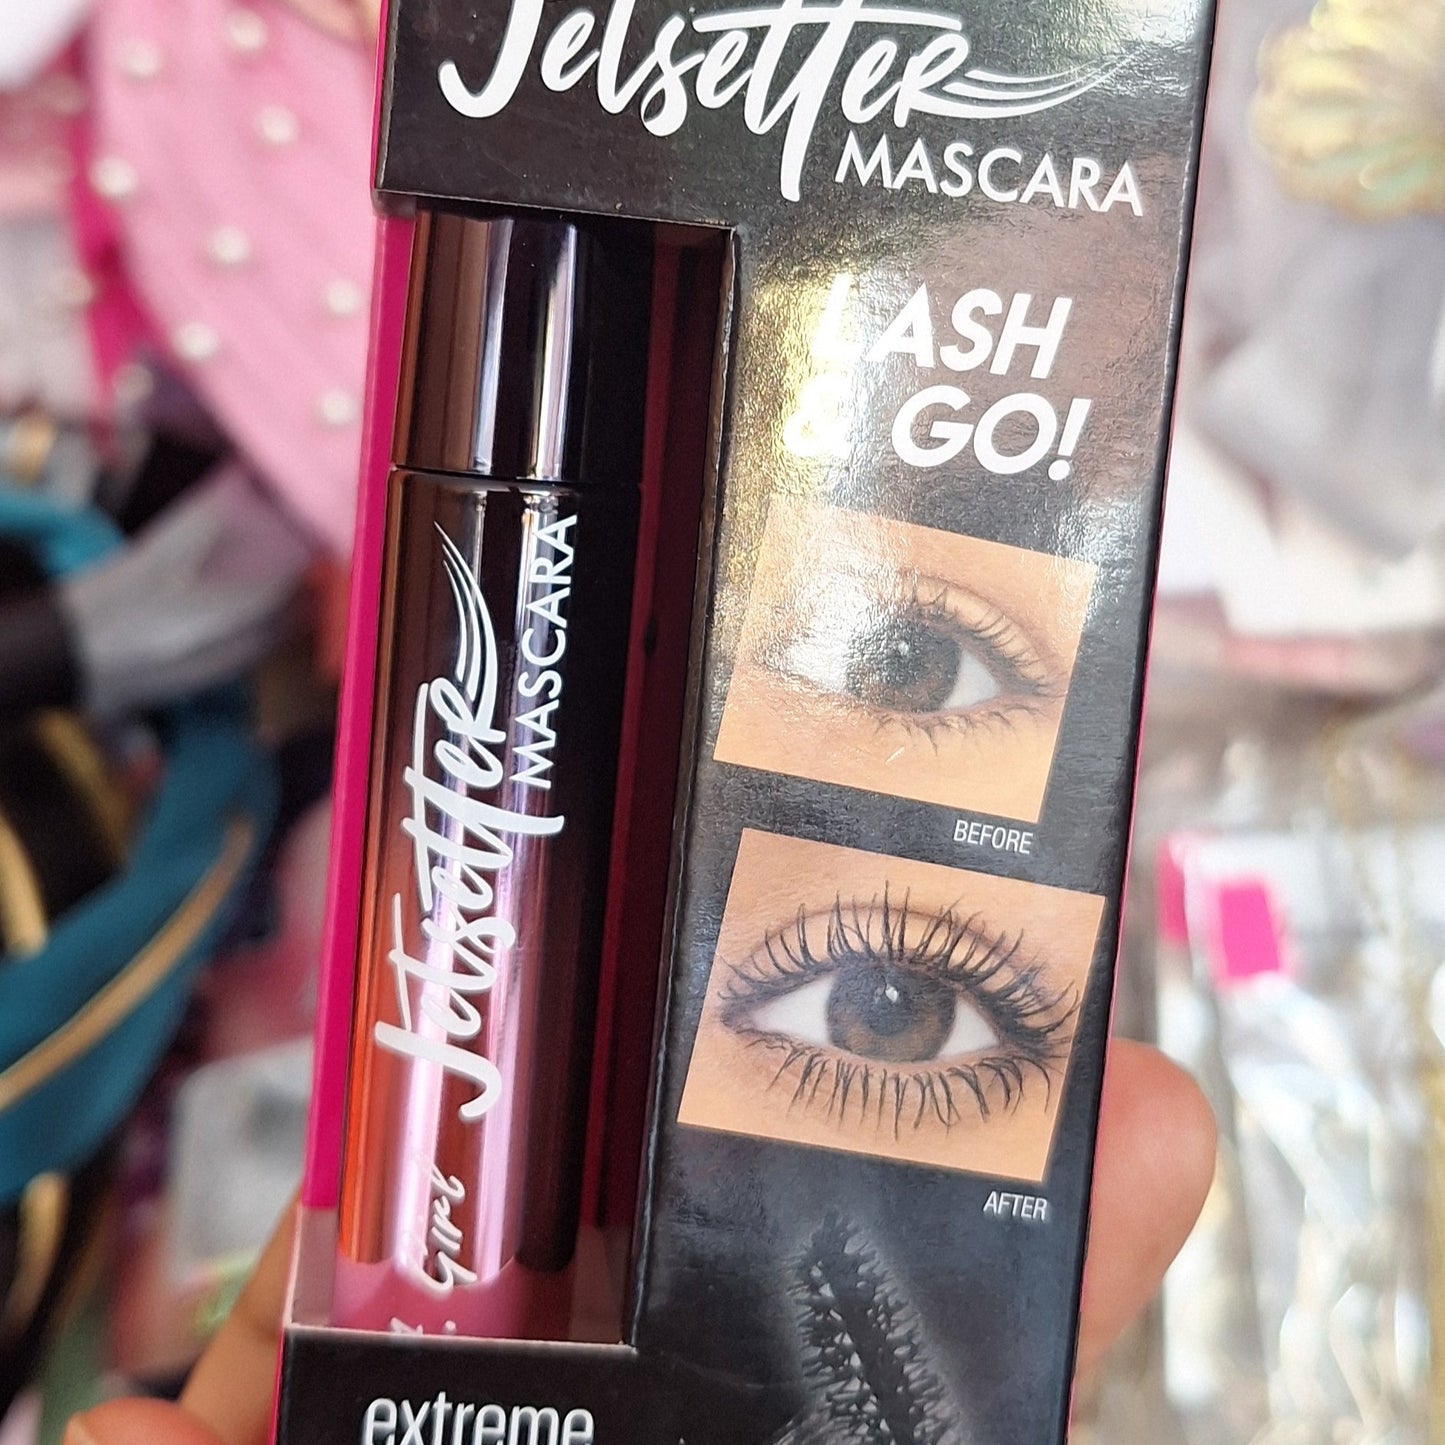 Jetsetter
MASCARA
LASH
& GO!
Jetsetter
MASCARA
Girl
BEFORE
AFTER
extreme